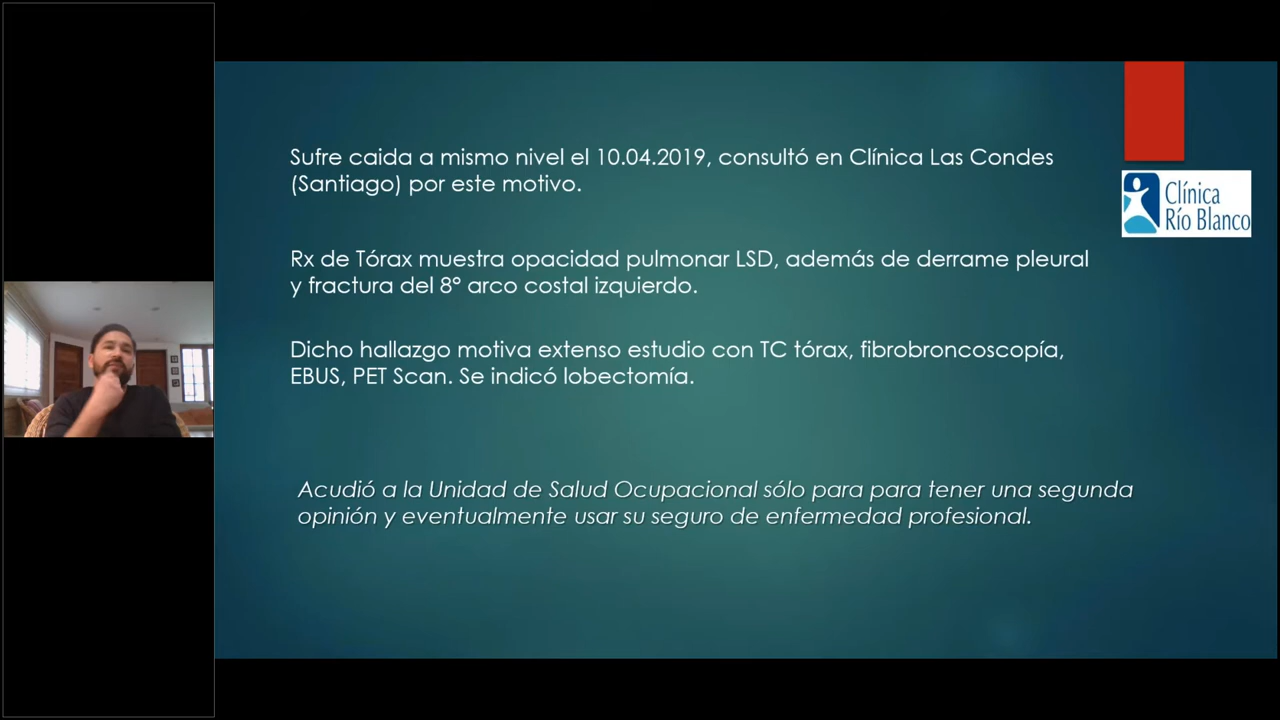 Sufre caida a mismo nivel el 10.04.2019, consultó en Clínica Las Condes
(Santiago) por este motivo.
Clínica
Río Blanco
Rx de Tórax muestra opacidad pulmonar LSD, además de derrame pleural
y fractura del 8° arco costal izquierdo.
Dicho hallazgo motiva extenso estudio con TC tórax, fibrobroncoscopía,
EBUS, PET Scan. Se indicó lobectomía.
Acudió a la Unidad de Salud Ocupacional sólo para para tener una segunda
opinión y eventualmente usar su seguro de enfermedad profesional.